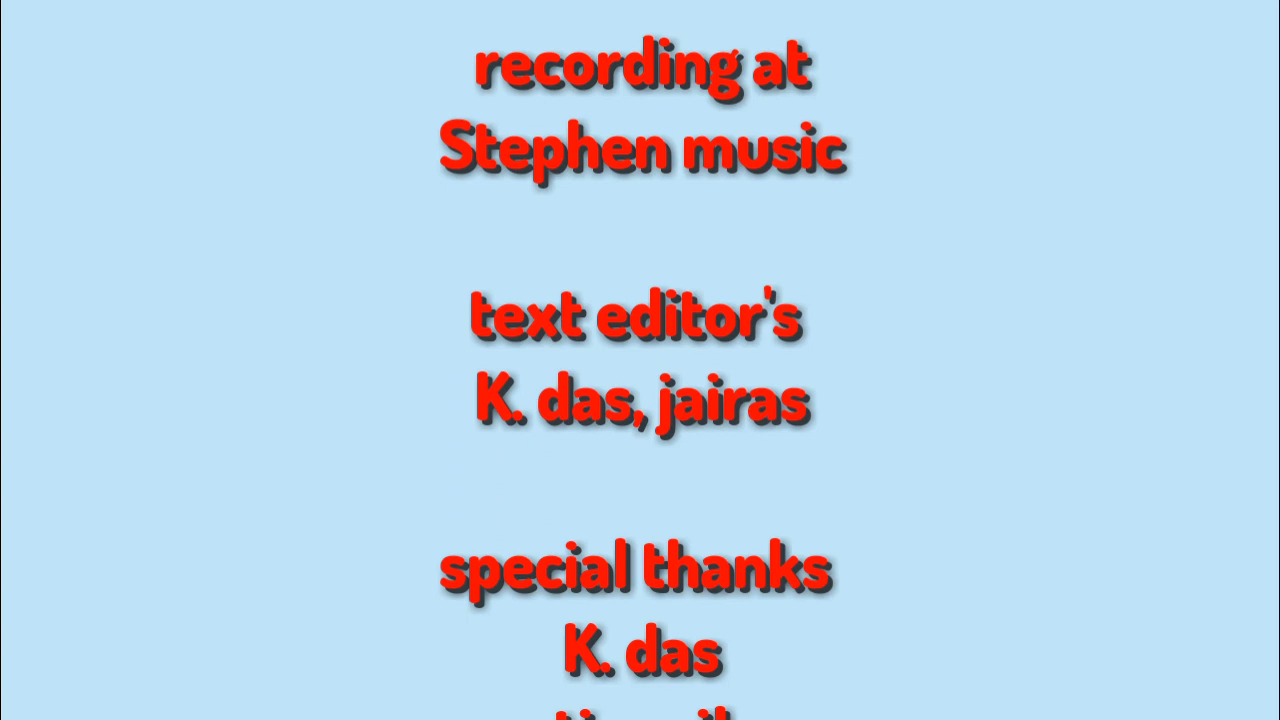 recording at
Stephen music
text editor's
K. das, jairas
special thanks
K. das